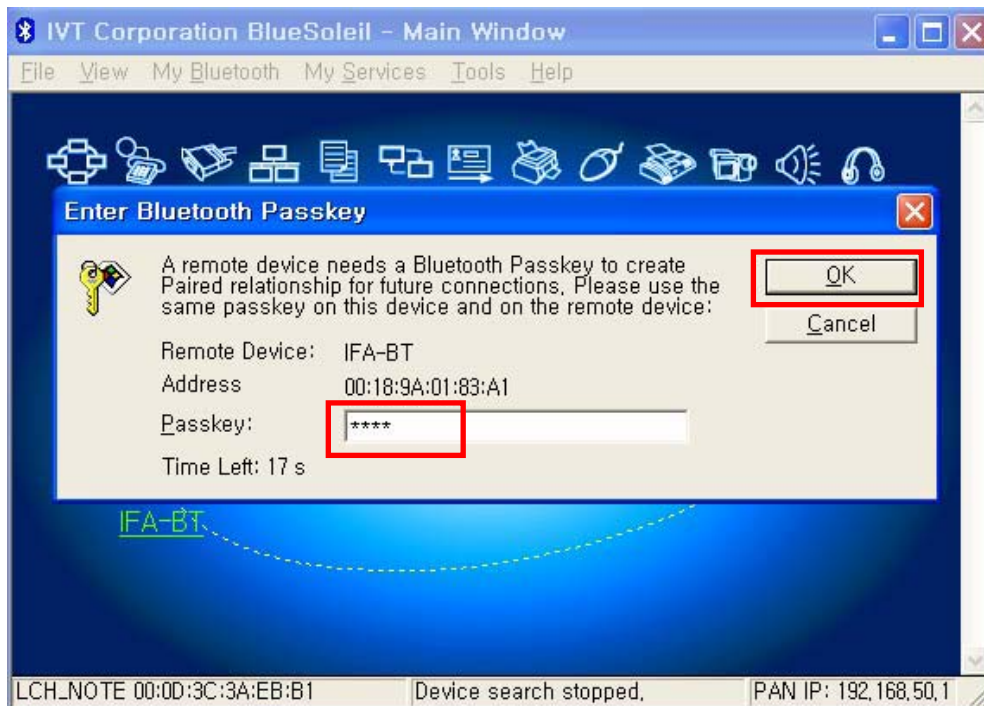 IVT Corporation BlueSoleil - Main Window
File View My Bluetooth My Services Tools Help
Enter Bluetooth Passkey
A remote device needs a Bluetooth Passkey to create
Paired relationship for future connections, Please use the
same passkey on this device and on the remote device:
OK
Cancel
Remote Device: IFA-BT
Address 00:18:9A:01:83:A1
Passkey: ****
Time Left: 17 s
IFA-BT
LCH_NOTE 00:0D:3C:3A:EB:B1 Device search stopped, PAN IP: 192,168,50,1